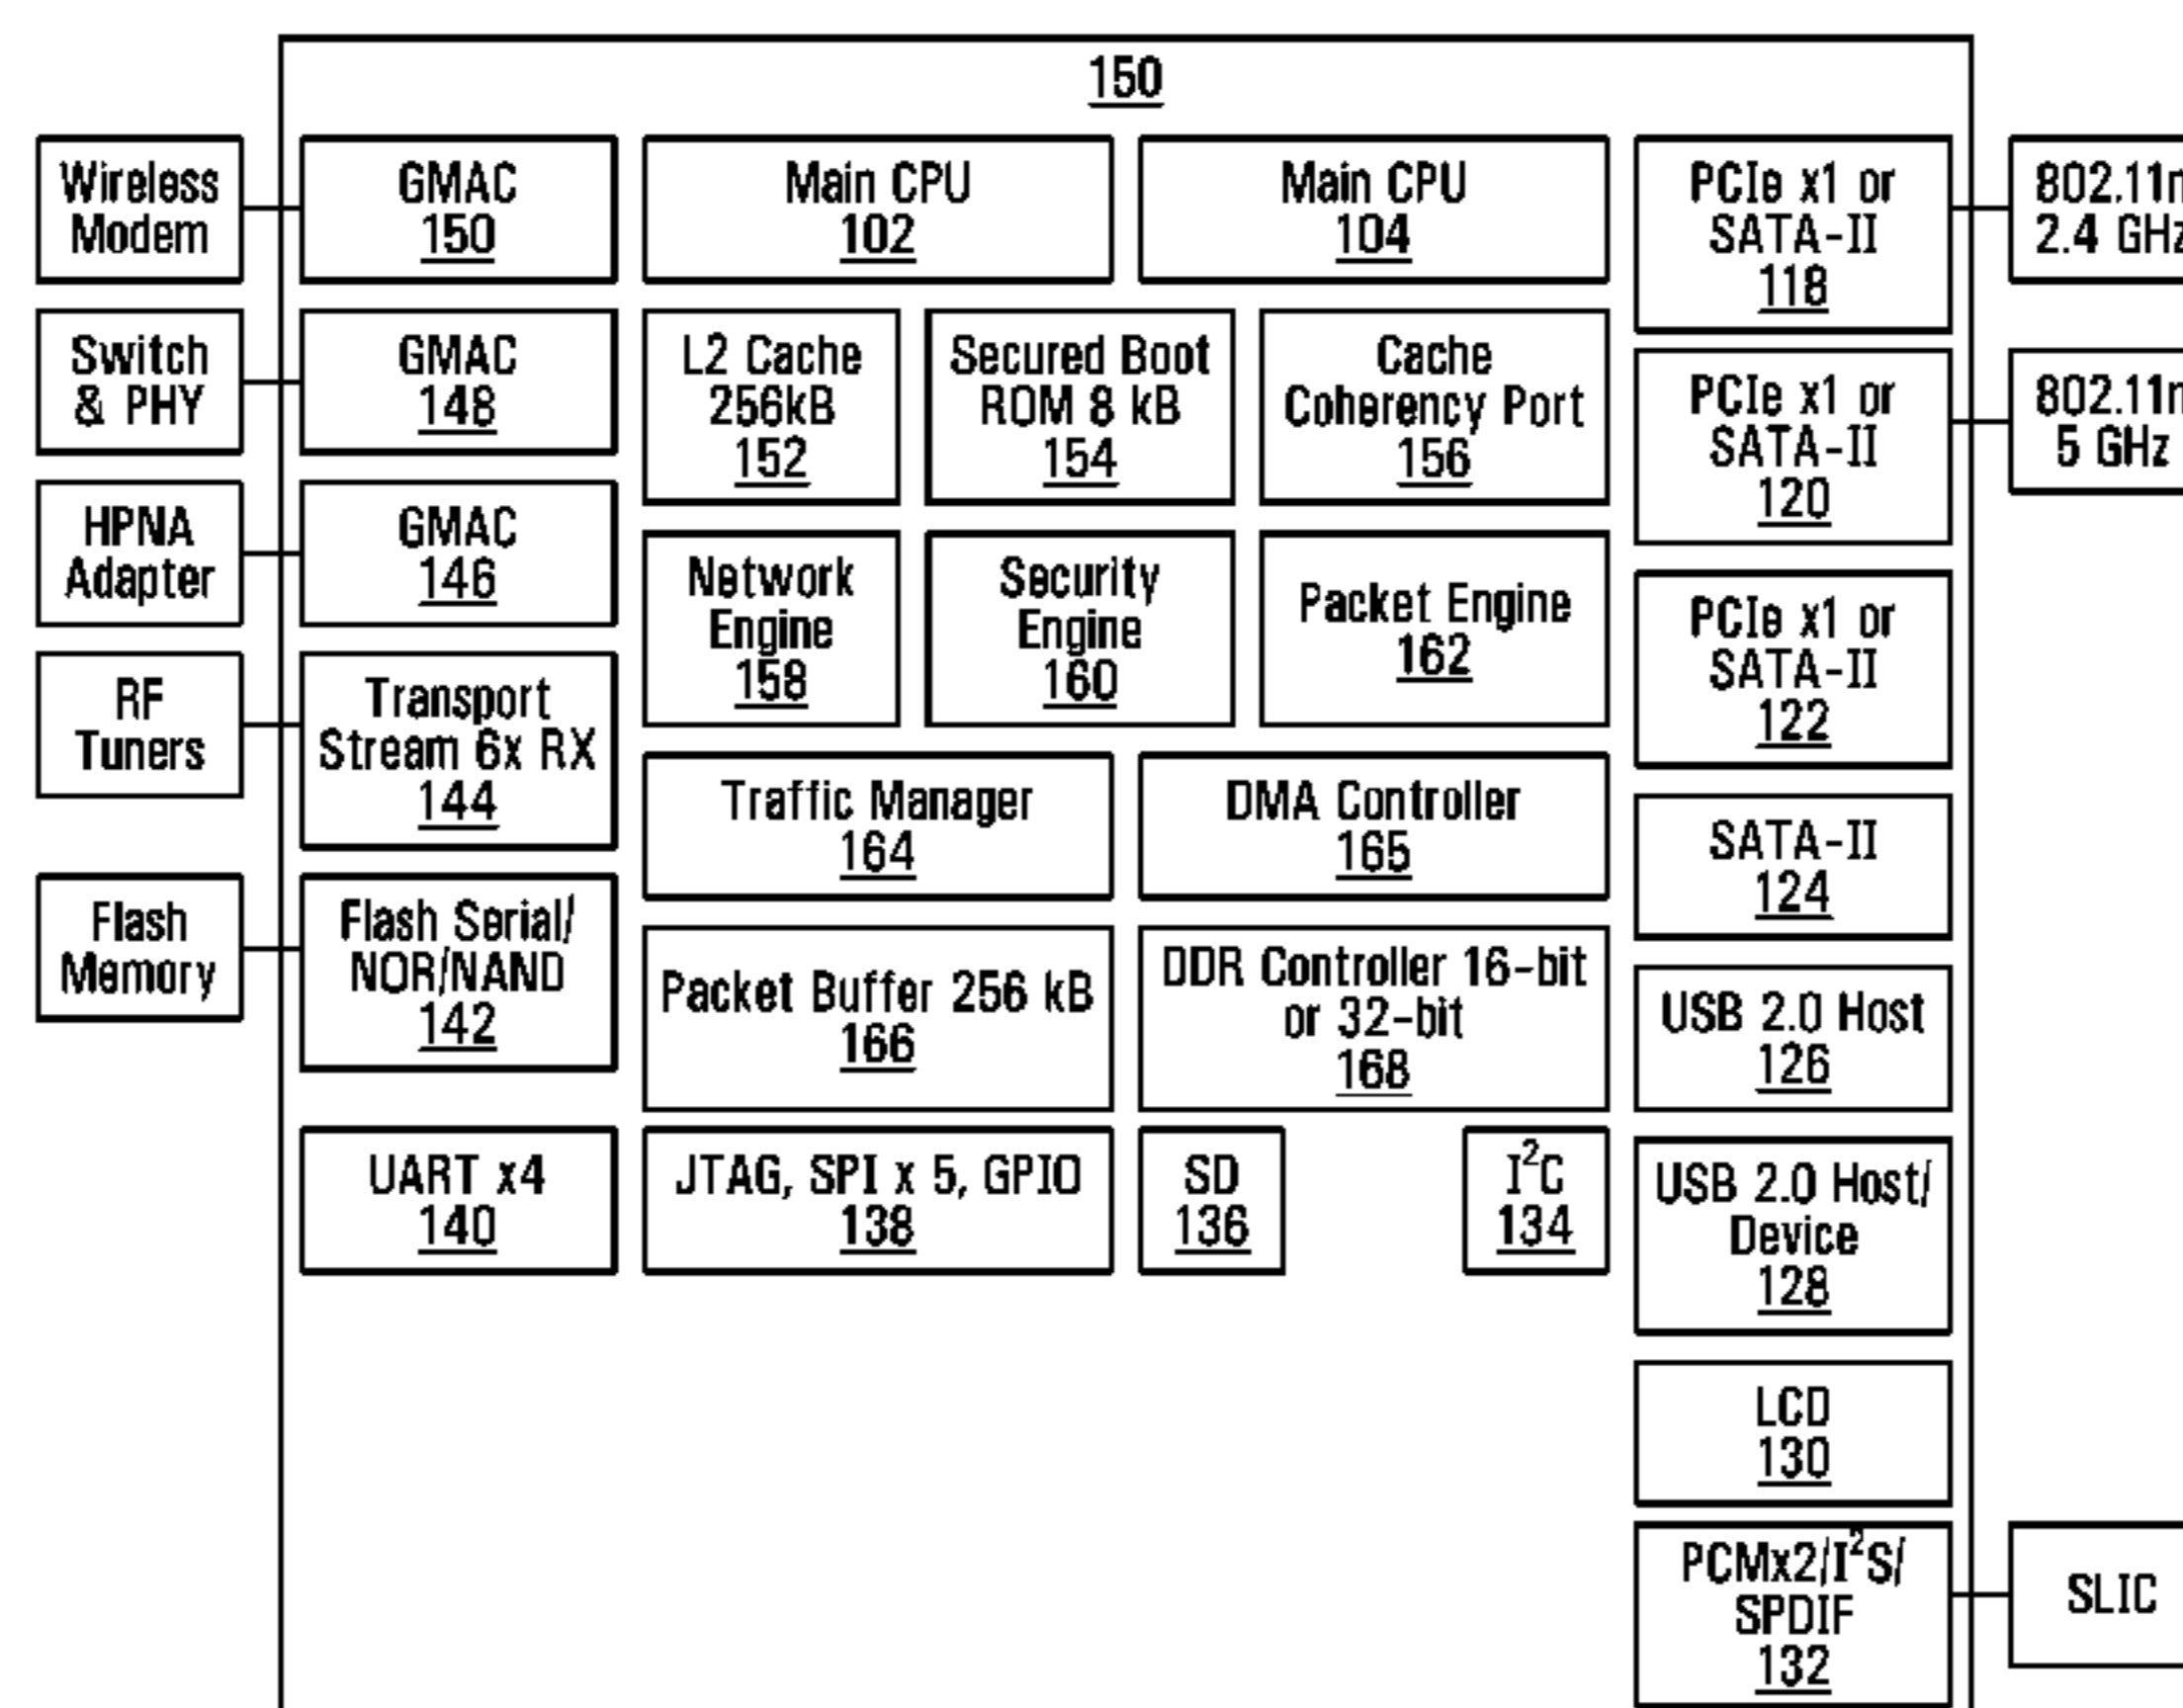 150
Wireless
Modem
GMAC
150
Main CPU
102
Main CPU
104
PCIe x1 or
SATA-II
118
802.11n
2.4 GHz
Switch
& PHY
GMAC
148
L2 Cache
256kB
152
Secured Boot
ROM 8 kB
154
Cache
Coherency Port
156
PCIe x1 or
SATA-II
120
802.11n
5 GHz
HPNA
Adapter
GMAC
146
Network
Engine
158
Security
Engine
160
Packet Engine
162
PCIe x1 or
SATA-II
122
RF
Tuners
Transport
Stream 6x RX
144
Traffic Manager
164
DMA Controller
165
SATA-II
124
Flash
Memory
Flash Serial/
NOR/NAND
142
Packet Buffer 256 kB
166
DDR Controller 16-bit
or 32-bit
168
USB 2.0 Host
126
UART x4
140
JTAG, SPI x 5, GPIO
138
SD
136
I²C
134
USB 2.0 Host/
Device
128
LCD
130
PCMx2/I²S/
SPDIF
132
SLIC